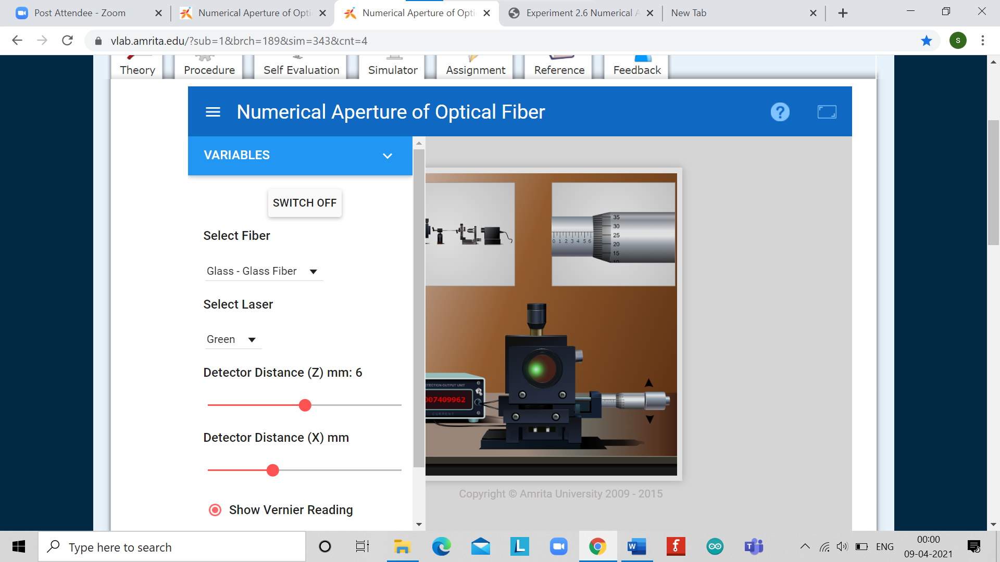 Post Attendee - Zoom
Numerical Aperture of Opti
Numerical Aperture of Opti
Experiment 2.6 Numerical A
New Tab
vlab.amrita.edu/?sub=1&brch=189&sim=343&cnt=4
S
Theory
Procedure
Self Evaluation
Simulator
Assignment
Reference
Feedback
Numerical Aperture of Optical Fiber
?
VARIABLES
SWITCH OFF
Select Fiber
Glass - Glass Fiber
Select Laser
Green
Detector Distance (Z) mm: 6
Detector Distance (X) mm
Show Vernier Reading
0 1 2 3 4 5 6
35
30
25
20
15
10
TECTION OUTPUT UNIT
007409962
CURRENT
Copyright © Amrita University 2009 - 2015
Type here to search
L
W
f
T
ENG
00:00
09-04-2021